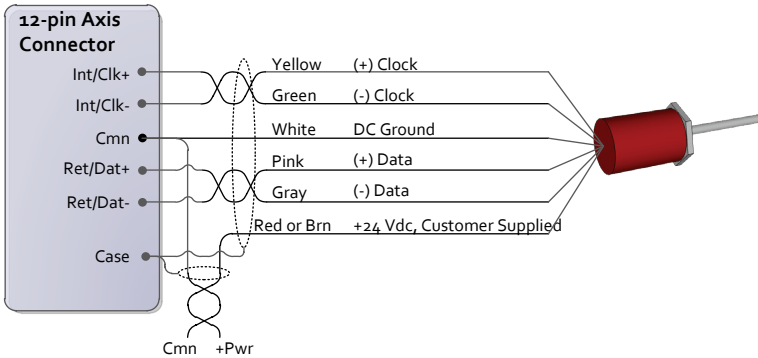 12-pin Axis
Connector
Int/Clk+ Yellow (+) Clock
Int/Clk- Green (-) Clock
Cmn White DC Ground
Ret/Dat+ Pink (+) Data
Ret/Dat- Gray (-) Data
Red or Brn +24 Vdc, Customer Supplied
Case
Cmn +Pwr